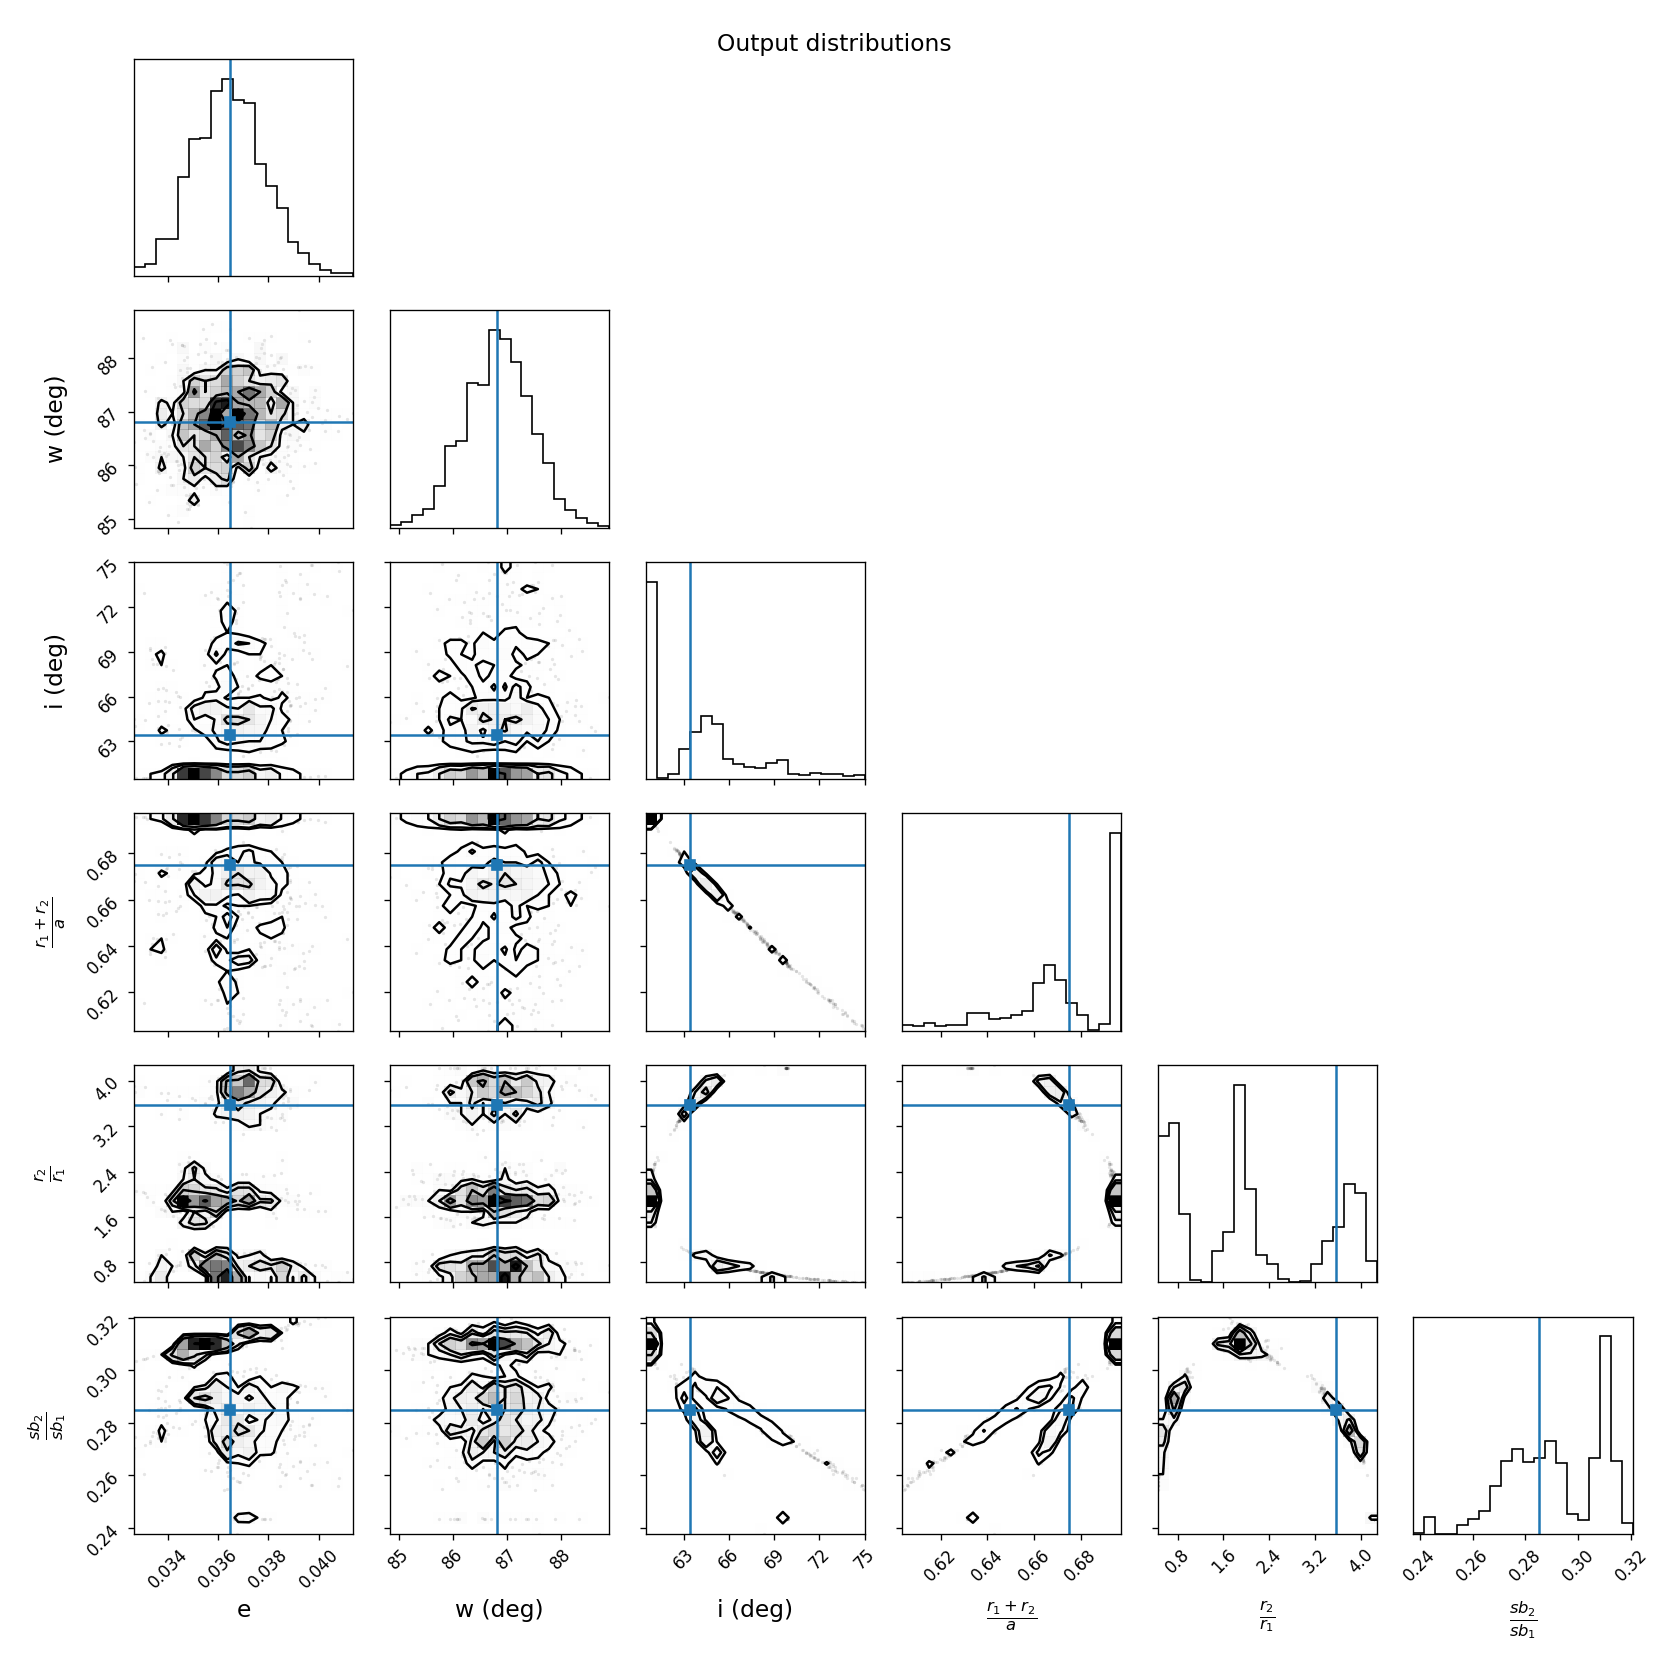 Output distributions
88
87
86
85
w (deg)
75
72
69
66
63
i (deg)
0.68
0.66
0.64
0.62
r₁ + r₂
a
4.0
3.2
2.4
1.6
0.8
r₂
r₁
0.32
0.30
0.28
0.26
0.24
sb₂
sb₁
0.034 0.036 0.038 0.040 85 86 87 88 63 66 69 72 75 0.62 0.64 0.66 0.68 0.8 1.6 2.4 3.2 4.0 0.24 0.26 0.28 0.30 0.32
e w (deg) i (deg) r₁ + r₂ r₂ sb₂
a r₁ sb₁